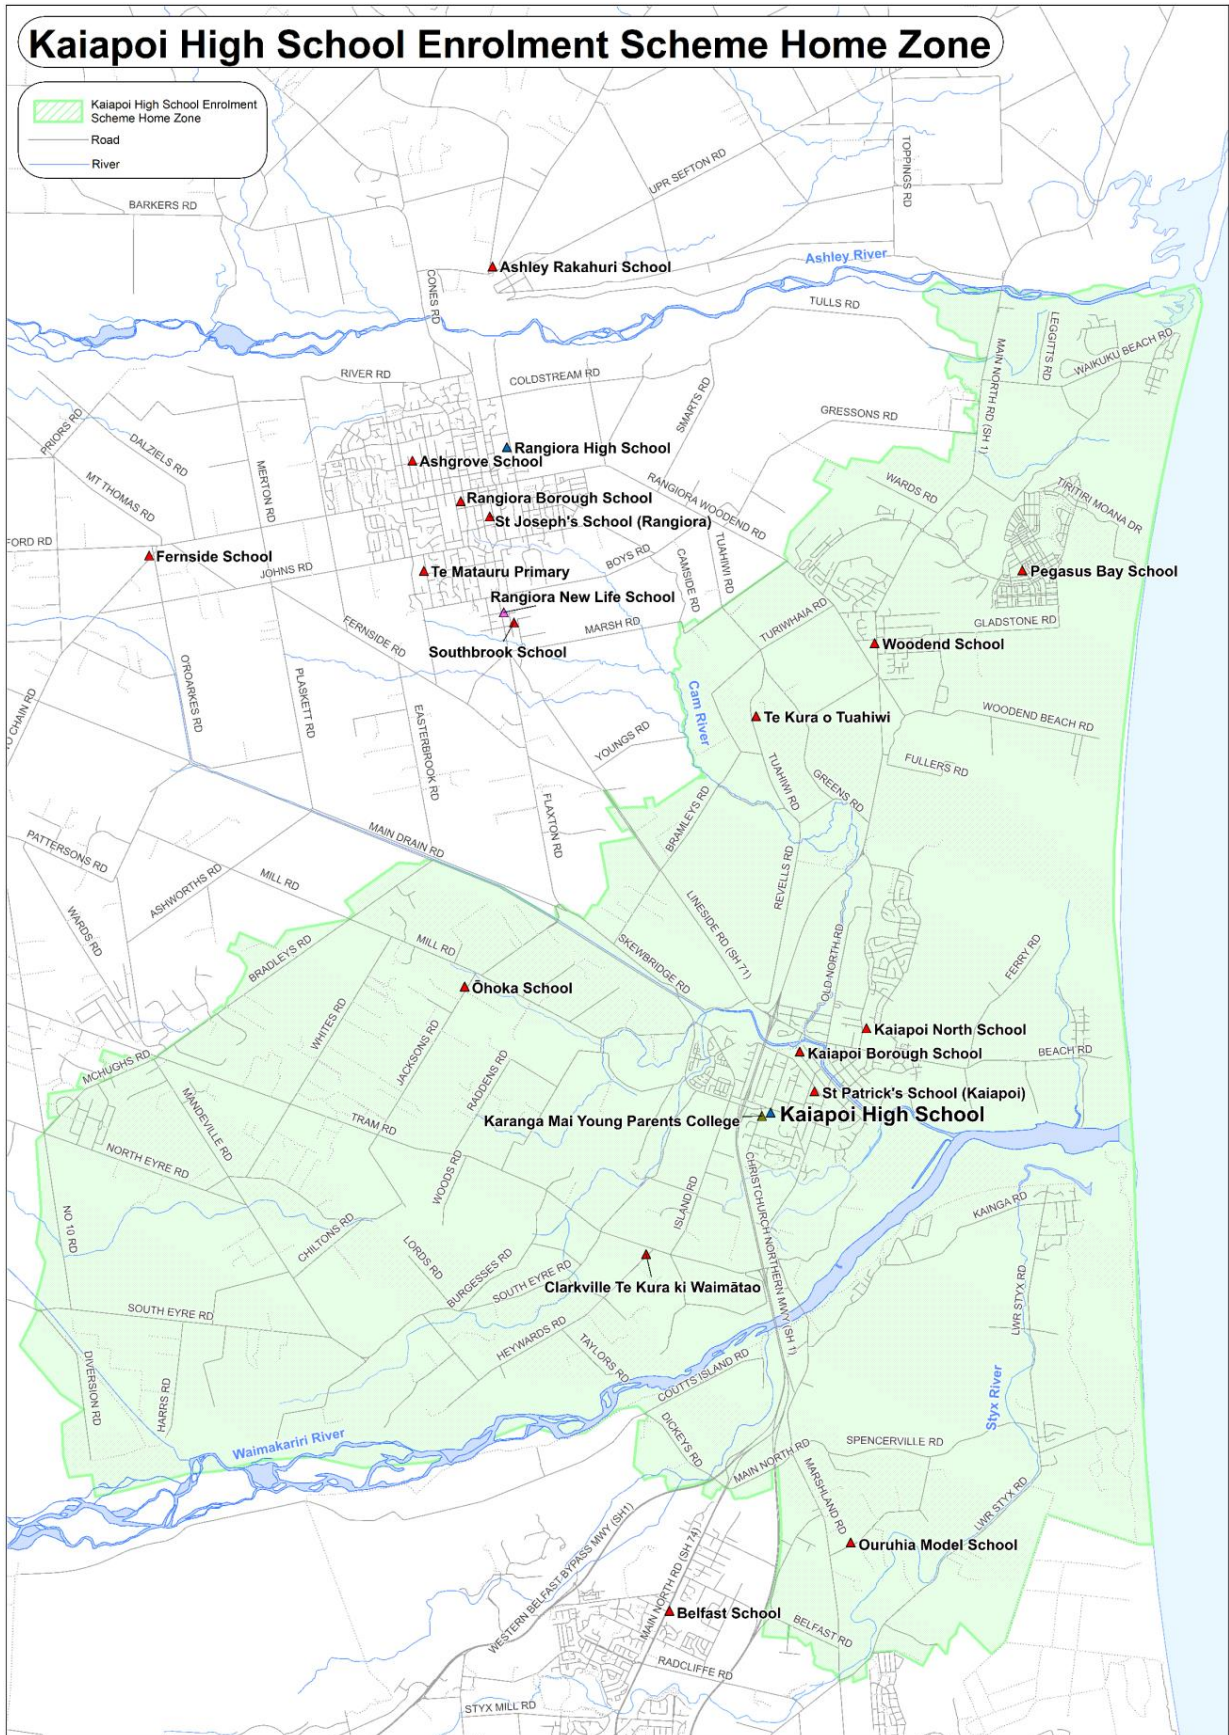 Kaiapoi High School Enrolment Scheme Home Zone
Kaiapoi High School Enrolment
Scheme Home Zone
Road
River
BARKERS RD
UPR SEFTON RD
TOPPINGS RD
Ashley Rakahuri School
Ashley River
CONES RD
TULLS RD
LEGGITTS RD
MAIN NORTH RD (SH 1)
WAIKUKU BEACH RD
RIVER RD
COLDSTREAM RD
SMARTS RD
GRESSONS RD
PRIORS RD
DALZIELS RD
MERTON RD
Rangiora High School
Ashgrove School
MT THOMAS RD
RANGIORA WOODEND RD
WARDS RD
TIRITIRI MOANA DR
Rangiora Borough School
St Joseph's School (Rangiora)
FORD RD
Fernside School
JOHNS RD
Te Matauru Primary
BOYS RD
CAMSIDE RD
TUAHIWI RD
Pegasus Bay School
Rangiora New Life School
FERNSIDE RD
MARSH RD
TURIWHAIA RD
GLADSTONE RD
Southbrook School
Woodend School
O'ROARKES RD
PLASKETT RD
EASTERBROOK RD
Cam River
Te Kura o Tuahiwi
WOODEND BEACH RD
O CHAIN RD
YOUNGS RD
TUAHIWI RD
GREENS RD
FULLERS RD
FLAXTON RD
BRAMLEYS RD
MAIN DRAIN RD
PATTERSONS RD
ASHWORTHS RD
MILL RD
REVELLS RD
WARDS RD
LINESIDE RD (SH 71)
BRADLEYS RD
MILL RD
SKEWBRIDGE RD
OLD NORTH RD
FERRY RD
Ōhoka School
WHITES RD
JACKSONS RD
RADDENS RD
Kaiapoi North School
MCHUGHS RD
Kaiapoi Borough School
BEACH RD
MANDEVILLE RD
St Patrick's School (Kaiapoi)
TRAM RD
Karanga Mai Young Parents College
Kaiapoi High School
NORTH EYRE RD
WOODS RD
ISLAND RD
CHRISTCHURCH NORTHERN MWY (SH 1)
KAINGA RD
NO 10 RD
CHILTONS RD
LORDS RD
BURGESSES RD
SOUTH EYRE RD
Clarkville Te Kura ki Waimātao
LWR STYX RD
SOUTH EYRE RD
HEYWARDS RD
TAYLORS RD
DIVERSION RD
HARRS RD
COUTTS ISLAND RD
Styx River
Waimakariri River
DICKEYS RD
MAIN NORTH RD
SPENCERVILLE RD
MARSHLAND RD
LWR STYX RD
WESTERN BELFAST BYPASS MWY (SH1)
MAIN NORTH RD (SH 74)
Ouruhia Model School
Belfast School
BELFAST RD
RADCLIFFE RD
STYX MILL RD